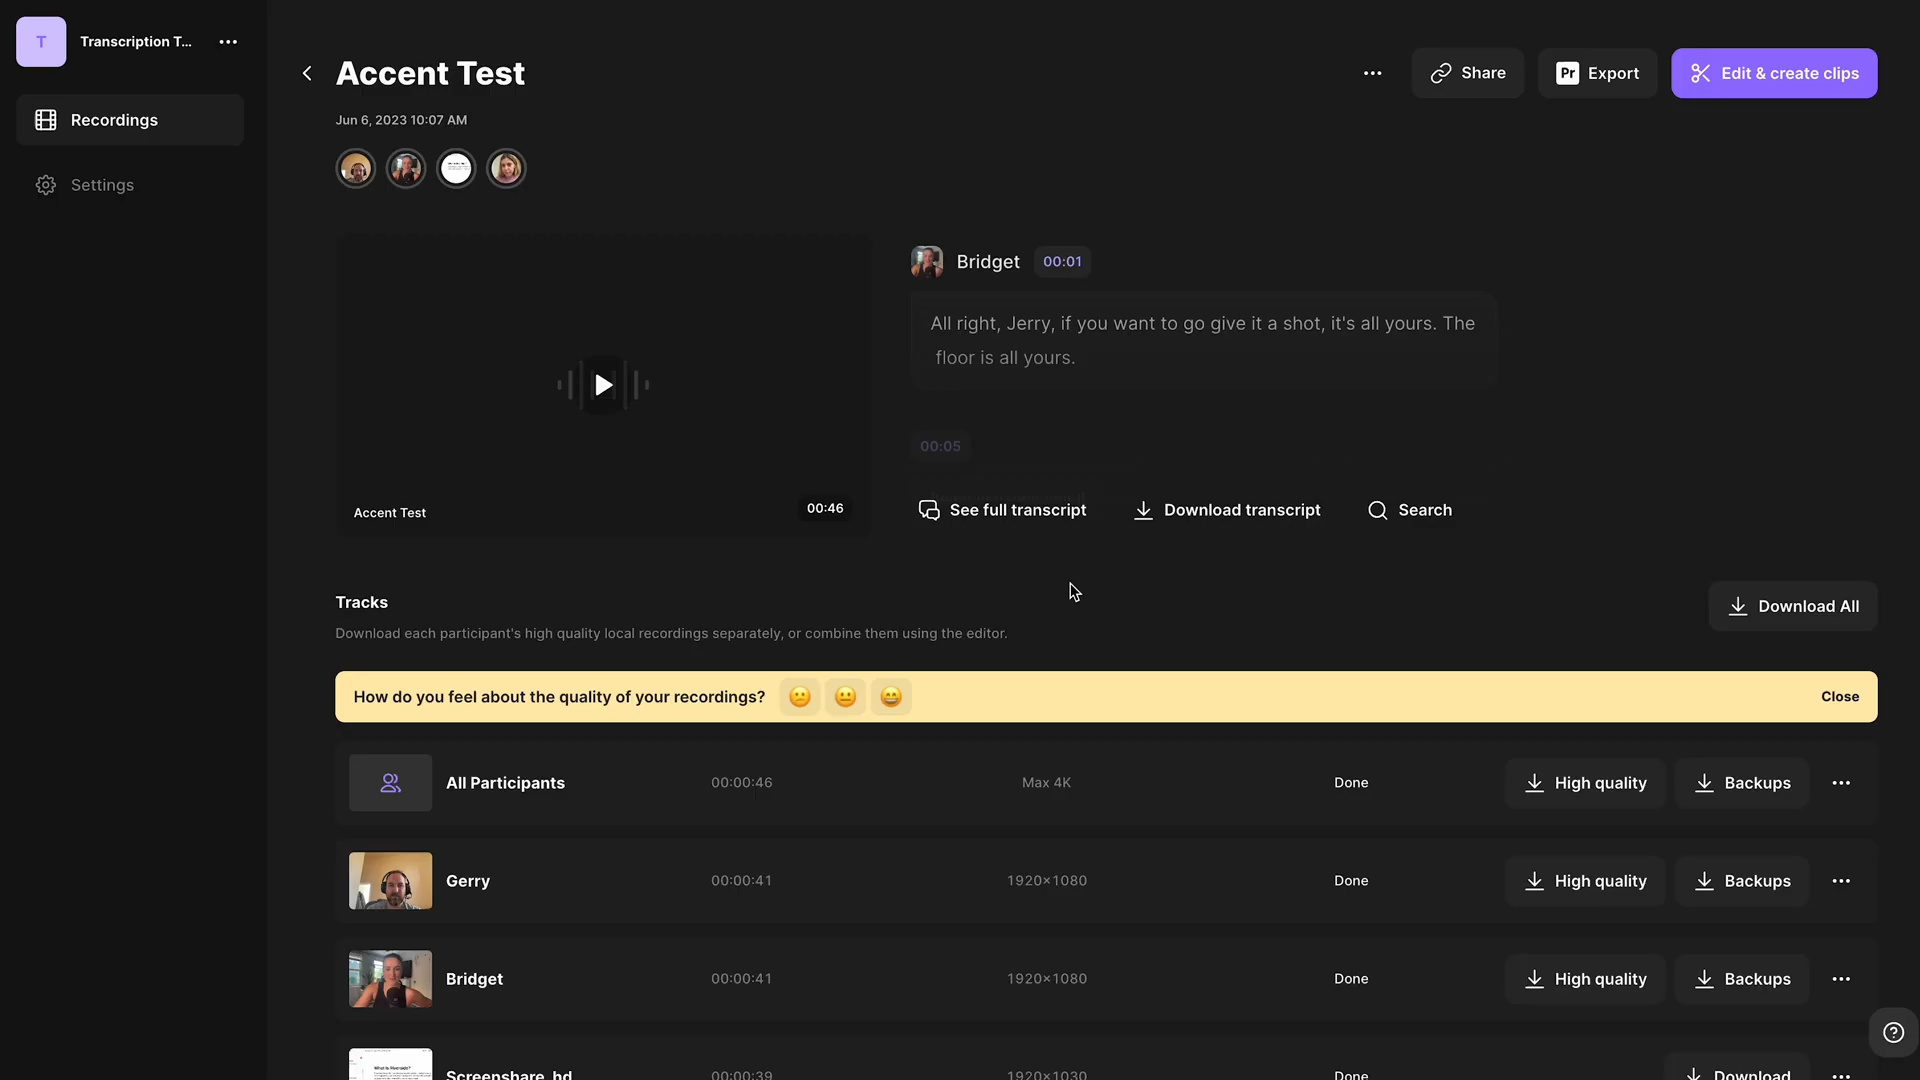 T
Transcription T...
Recordings
Settings
Accent Test
Jun 6, 2023 10:07 AM
Share
Pr Export
Edit & create clips
Accent Test
00:46
Bridget 00:01
All right, Jerry, if you want to go give it a shot, it's all yours. The
floor is all yours.
00:05
See full transcript
Download transcript
Search
Tracks
Download each participant's high quality local recordings separately, or combine them using the editor.
Download All
How do you feel about the quality of your recordings?
Close
All Participants 00:00:46 Max 4K Done High quality Backups
Gerry 00:00:41 1920×1080 Done High quality Backups
Bridget 00:00:41 1920×1080 Done High quality Backups
Screenshare_hd 00:00:39 1920×1030 Done Download